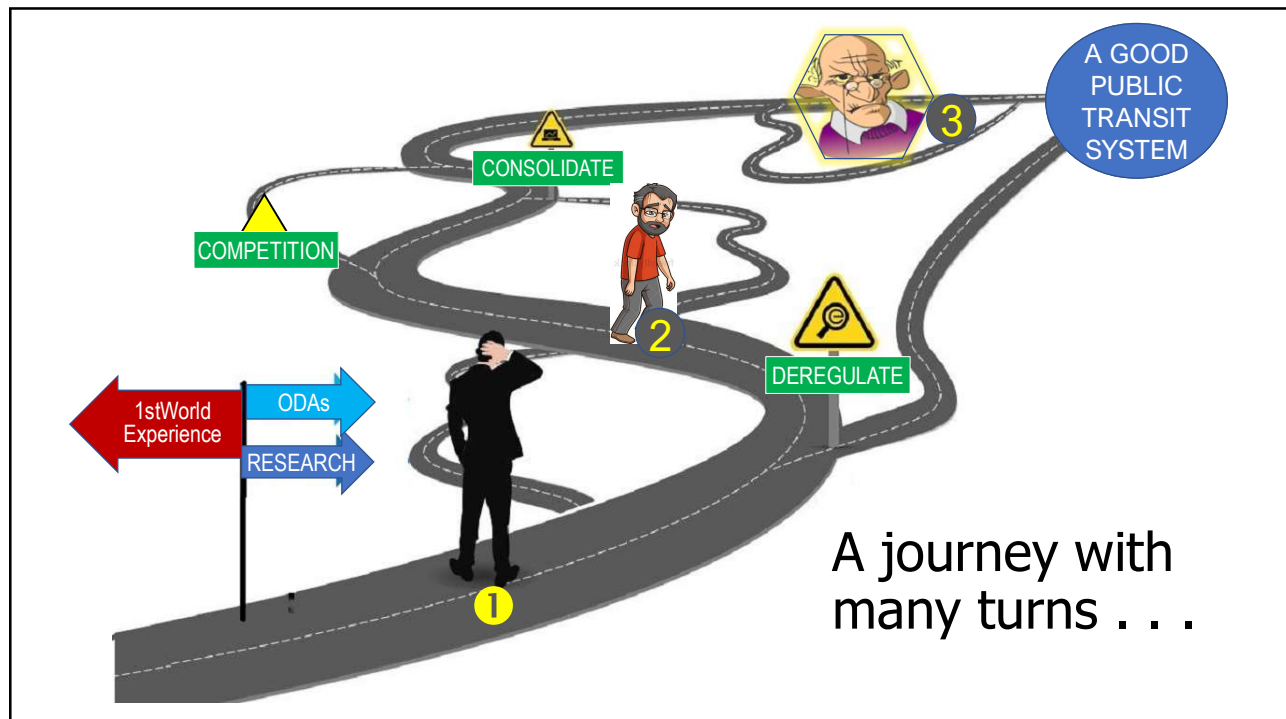 A GOOD
PUBLIC
TRANSIT
SYSTEM
3
CONSOLIDATE
COMPETITION
2
DEREGULATE
1stWorld
Experience
ODAs
RESEARCH
1
A journey with
many turns . . .